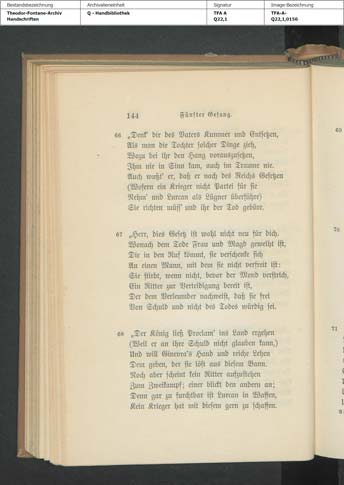 Bestandsbezeichnung
Archivalieneinheit
Signatur
Image-Bezeichnung
Theodor-Fontane-Archiv
Handschriften
Q - Handbibliothek
TFA A
Q22,1
TFA-A-
Q22,1,0156
144
Fünfter Gesang.
66 „Denk' dir des Vaters Kummer und Entsetzen,
Als man die Tochter solcher Dinge zieh,
Wozu bei ihr den Hang vorauszusetzen,
Ihm nie in Sinn kam, auch im Traume nie.
Auch wußt' er, daß er nach des Reichs Gesetzen
(Wofern ein Krieger nicht Partei für sie
Nehm' und Lurcan als Lügner überführe)
Sie richten müss' und ihr der Tod gebüre.
67 „Herr, dies Gesetz ist wohl nicht neu für dich.
Wonach dem Tode Frau und Magd geweiht ist,
Die in den Ruf kömmt, sie verschenke sich
An einen Mann, mit dem sie nicht verfreit ist:
Sie stirbt, wenn nicht, bevor der Mond verstrich,
Ein Ritter zur Verteidigung bereit ist,
Der dem Verleumder nachweist, daß sie frei
Von Schuld und nicht des Todes würdig sei.
68 „Der König ließ Proclam' ins Land ergehen
(Weil er an ihre Schuld nicht glauben kann,)
Und will Ginevra's Hand und reiche Lehen
Dem geben, der sie löst aus diesem Bann.
Noch aber scheint kein Ritter aufzustehen
Zum Zweikampf; einer blickt den andern an;
Denn gar zu furchtbar ist Lurcan in Waffen,
Kein Krieger hat mit diesem gern zu schaffen.
69
71